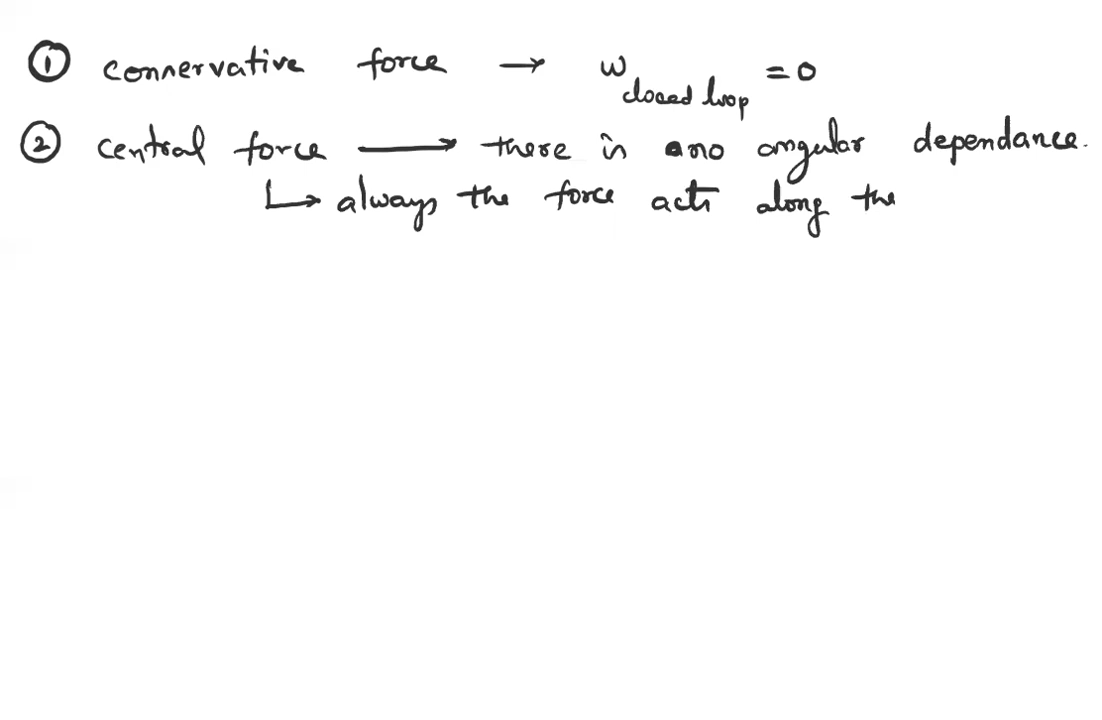 ① conservative force → W closed loop = 0
② central force ⟶ there is no angular dependance.
↳ always the force acts along the